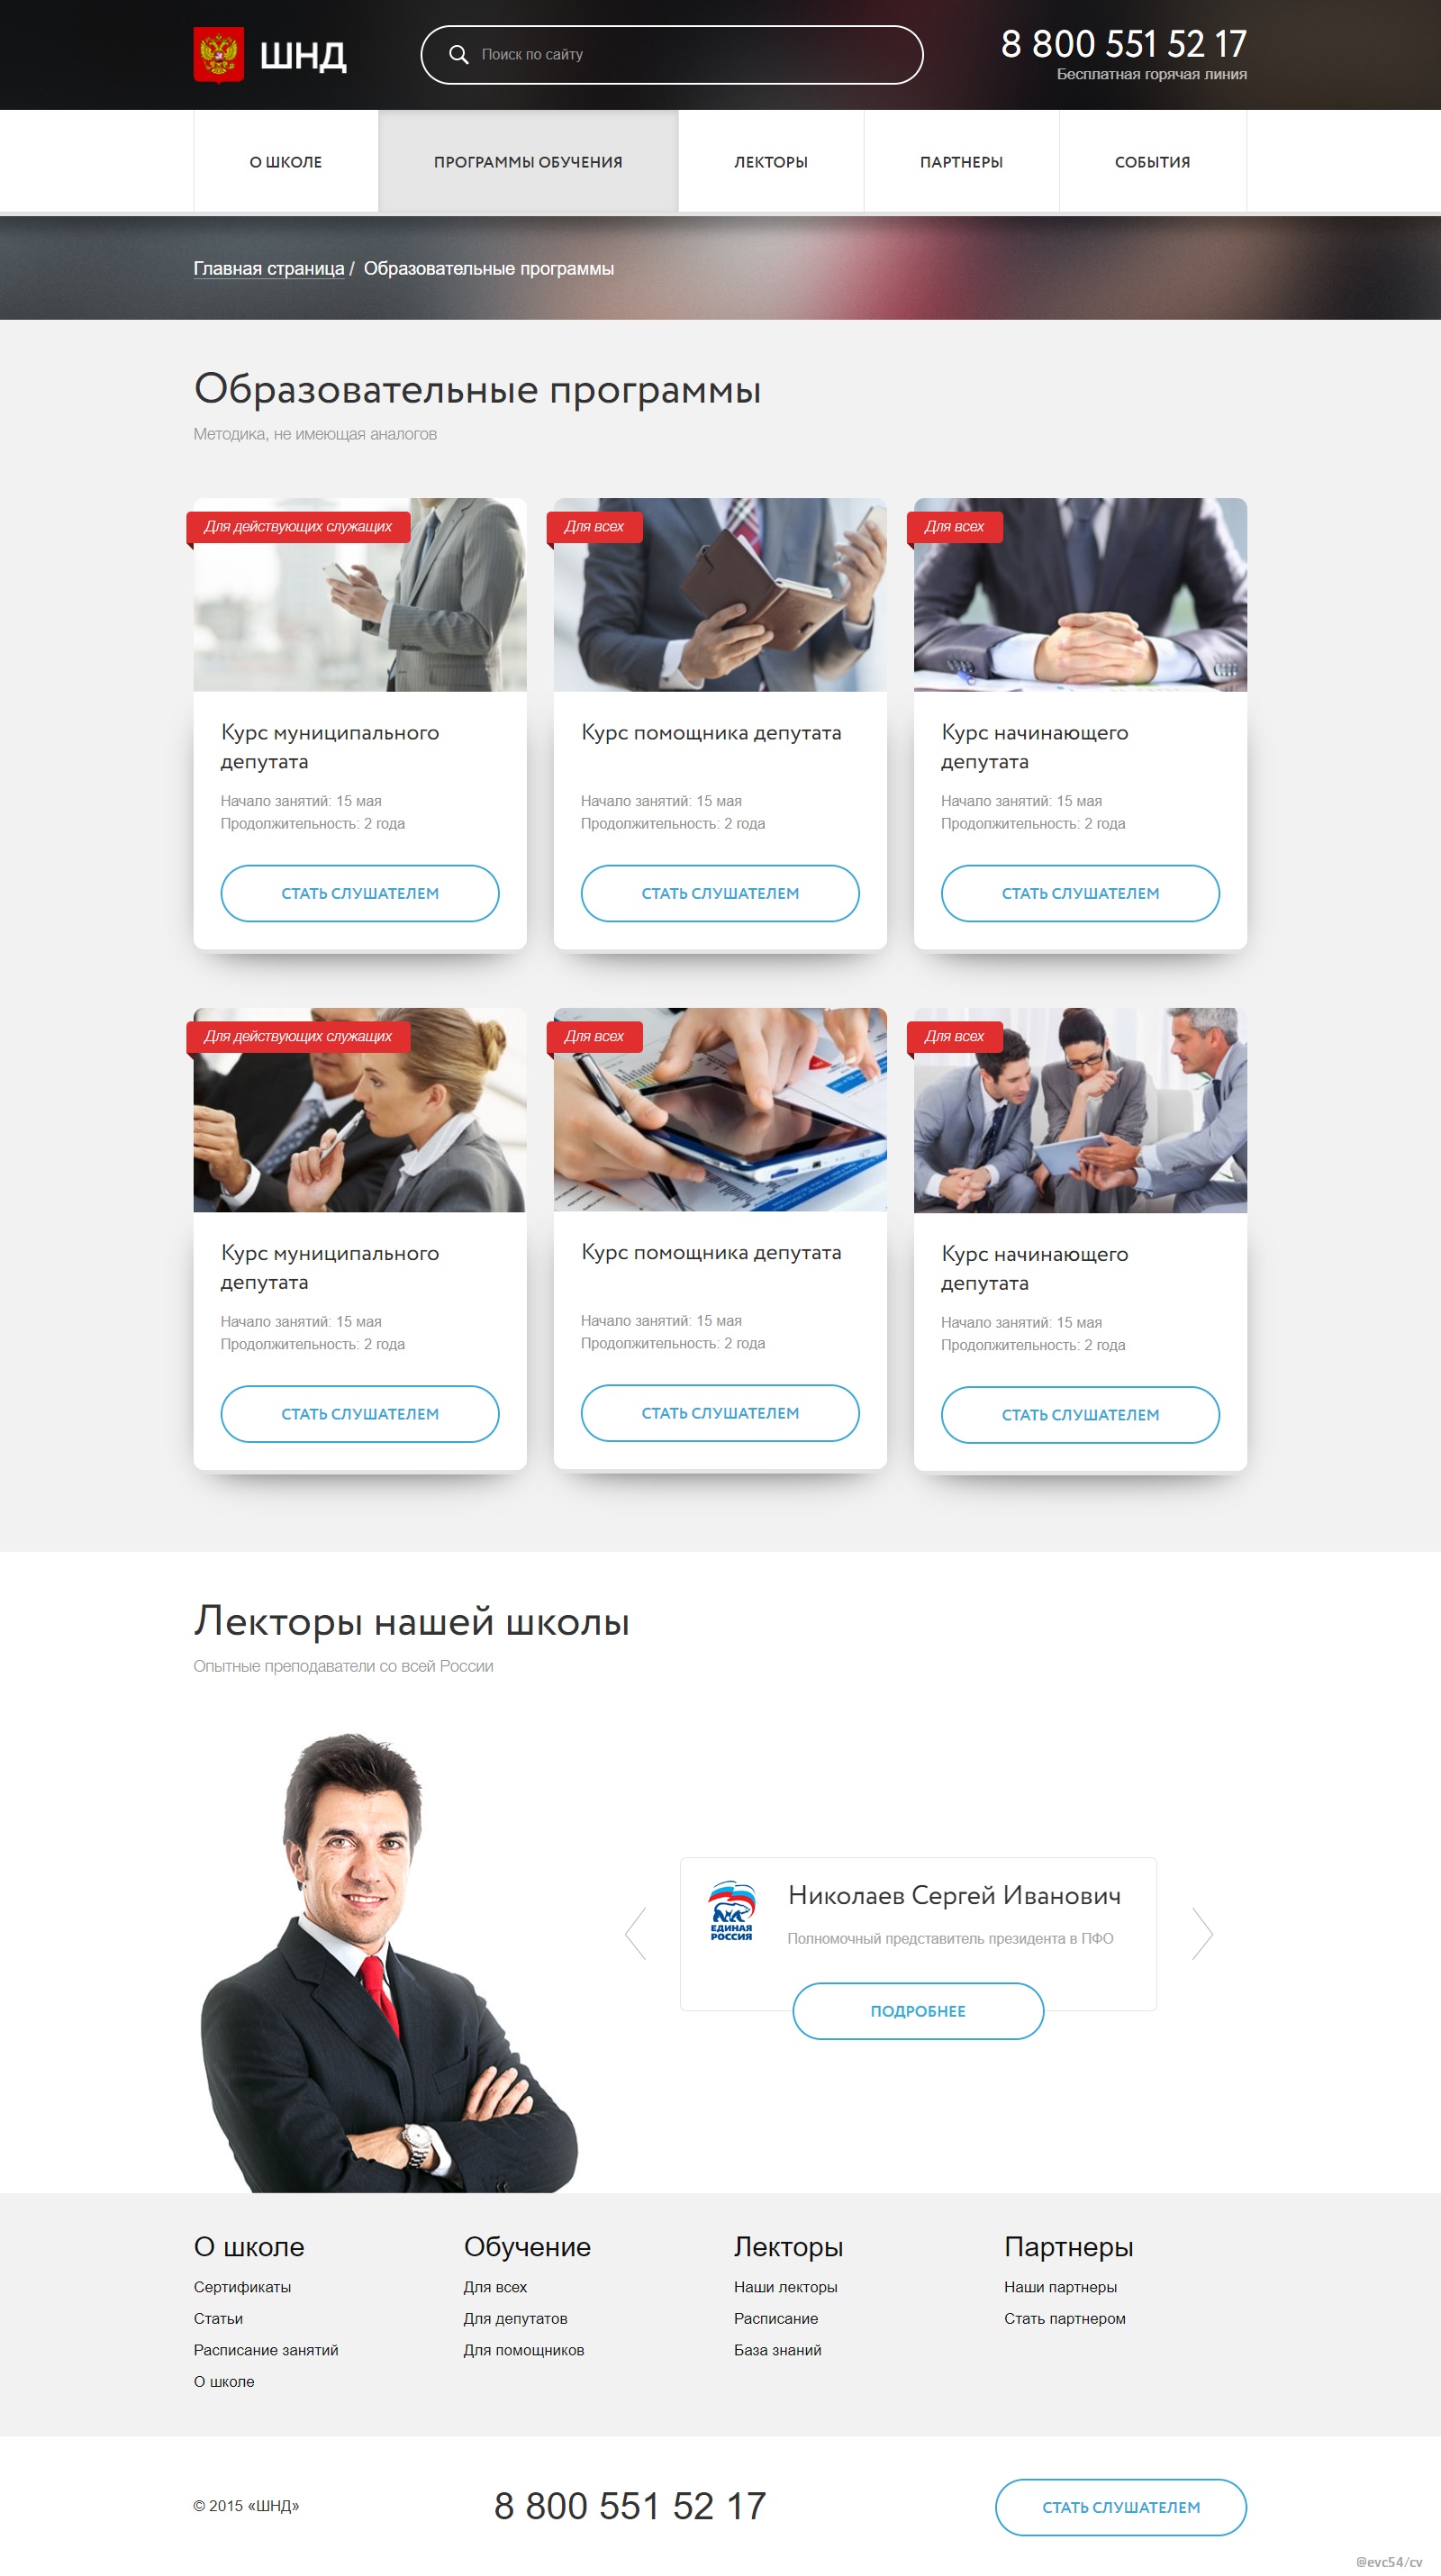 ШНД
Поиск по сайту
8 800 551 52 17
Бесплатная горячая линия
О ШКОЛЕ
ПРОГРАММЫ ОБУЧЕНИЯ
ЛЕКТОРЫ
ПАРТНЕРЫ
СОБЫТИЯ
Главная страница / Образовательные программы
Образовательные программы
Методика, не имеющая аналогов
Для действующих служащих
Курс муниципального
депутата
Начало занятий: 15 мая
Продолжительность: 2 года
СТАТЬ СЛУШАТЕЛЕМ
Для всех
Курс помощника депутата
Начало занятий: 15 мая
Продолжительность: 2 года
СТАТЬ СЛУШАТЕЛЕМ
Для всех
Курс начинающего
депутата
Начало занятий: 15 мая
Продолжительность: 2 года
СТАТЬ СЛУШАТЕЛЕМ
Для действующих служащих
Курс муниципального
депутата
Начало занятий: 15 мая
Продолжительность: 2 года
СТАТЬ СЛУШАТЕЛЕМ
Для всех
Курс помощника депутата
Начало занятий: 15 мая
Продолжительность: 2 года
СТАТЬ СЛУШАТЕЛЕМ
Для всех
Курс начинающего
депутата
Начало занятий: 15 мая
Продолжительность: 2 года
СТАТЬ СЛУШАТЕЛЕМ
Лекторы нашей школы
Опытные преподаватели со всей России
ЕДИНАЯ
РОССИЯ
Николаев Сергей Иванович
Полномочный представитель президента в ПФО
ПОДРОБНЕЕ
О школе
Сертификаты
Статьи
Расписание занятий
О школе
Обучение
Для всех
Для депутатов
Для помощников
Лекторы
Наши лекторы
Расписание
База знаний
Партнеры
Наши партнеры
Стать партнером
© 2015 «ШНД»
8 800 551 52 17
СТАТЬ СЛУШАТЕЛЕМ
@evc54/cv